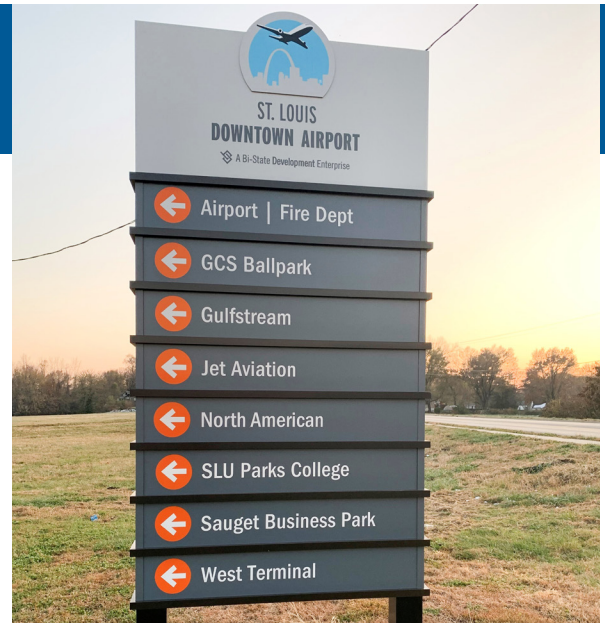 ST. LOUIS
DOWNTOWN AIRPORT
A Bi-State Development Enterprise
Airport | Fire Dept
GCS Ballpark
Gulfstream
Jet Aviation
North American
SLU Parks College
Sauget Business Park
West Terminal